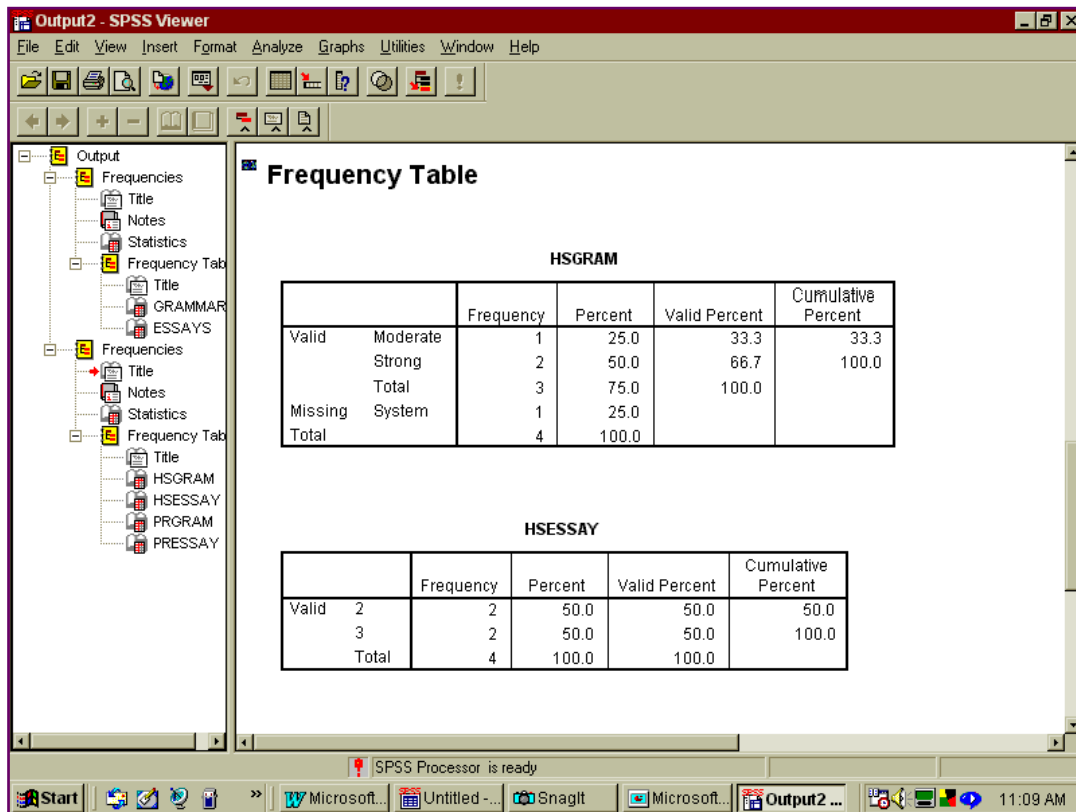 Output2 - SPSS Viewer
File Edit View Insert Format Analyze Graphs Utilities Window Help
Output
Frequencies
Title
Notes
Statistics
Frequency Tab
Title
GRAMMAR
ESSAYS
Frequencies
Title
Notes
Statistics
Frequency Tab
Title
HSGRAM
HSESSAY
PRGRAM
PRESSAY
Frequency Table
HSGRAM
Frequency Percent Valid Percent Cumulative Percent
Valid Moderate 1 25.0 33.3 33.3
Strong 2 50.0 66.7 100.0
Total 3 75.0 100.0
Missing System 1 25.0
Total 4 100.0
HSESSAY
Frequency Percent Valid Percent Cumulative Percent
Valid 2 2 50.0 50.0 50.0
3 2 50.0 50.0 100.0
Total 4 100.0 100.0
SPSS Processor is ready
Start » Microsoft... Untitled -... SnagIt Microsoft... Output2 ... 11:09 AM